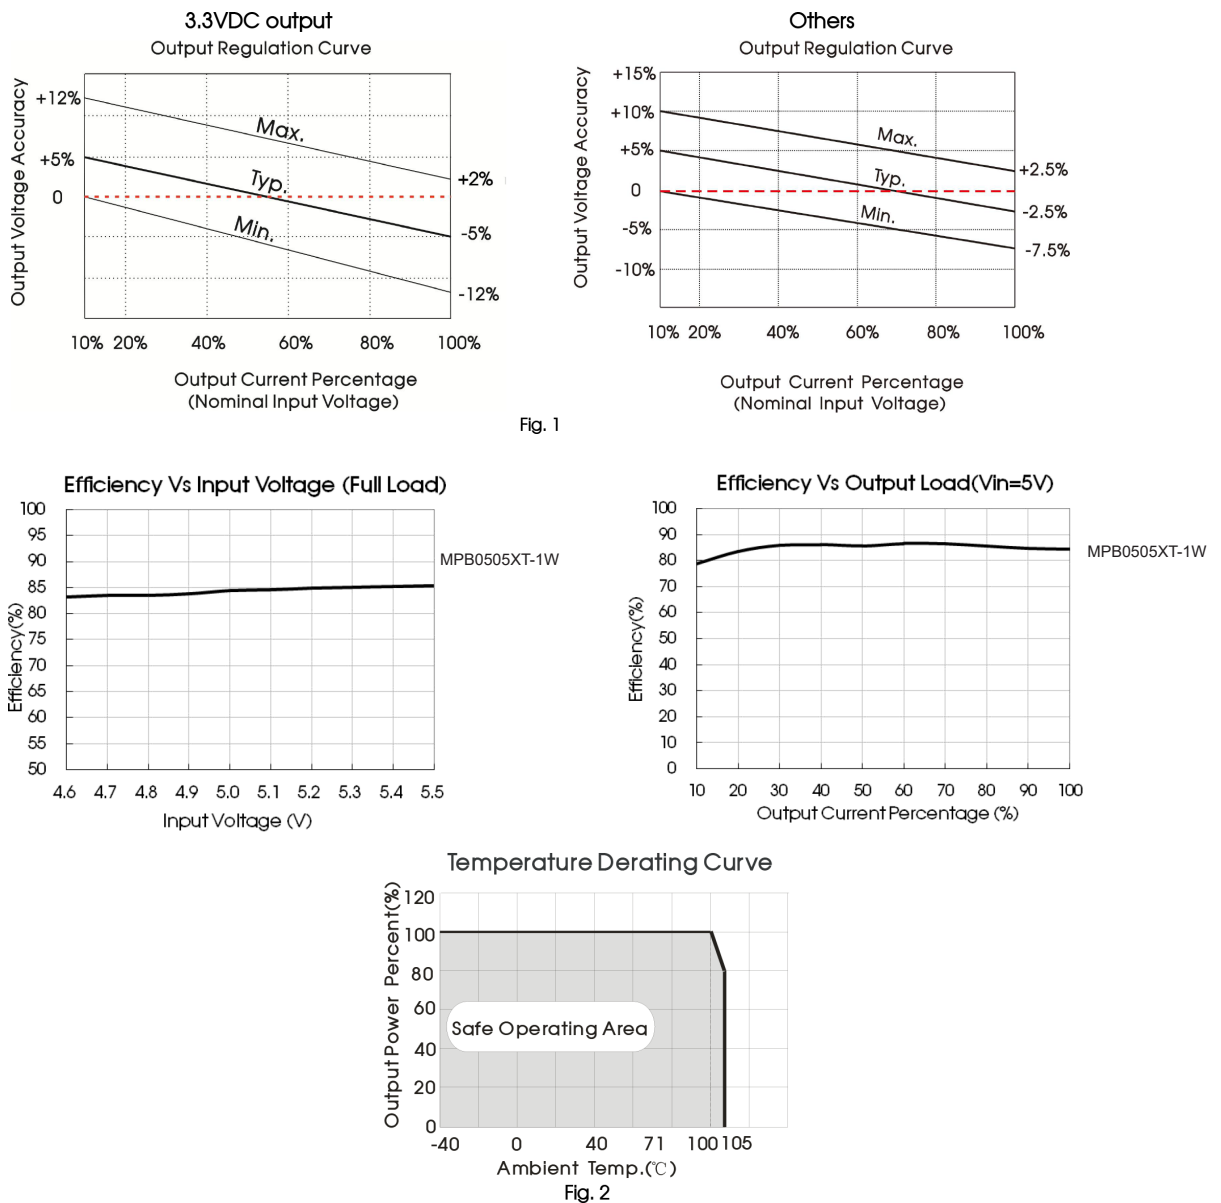 3.3VDC output
Output Regulation Curve
Output Voltage Accuracy
+12%
+5%
0
Max.
Typ.
Min.
+2%
-5%
-12%
10% 20% 40% 60% 80% 100%
Output Current Percentage
(Nominal Input Voltage)
Others
Output Regulation Curve
Output Voltage Accuracy
+15%
+10%
+5%
0
-5%
-10%
Max.
Typ.
Min.
+2.5%
-2.5%
-7.5%
10% 20% 40% 60% 80% 100%
Output Current Percentage
(Nominal Input Voltage)
Fig. 1
Efficiency Vs Input Voltage (Full Load)
Efficiency(%)
100
95
90
85
80
75
70
65
60
55
50
MPB0505XT-1W
4.6 4.7 4.8 4.9 5.0 5.1 5.2 5.3 5.4 5.5
Input Voltage (V)
Efficiency Vs Output Load(Vin=5V)
Efficiency(%)
100
90
80
70
60
50
40
30
20
10
0
MPB0505XT-1W
10 20 30 40 50 60 70 80 90 100
Output Current Percentage (%)
Temperature Derating Curve
Output Power Percent(%)
120
100
80
60
40
20
0
Safe Operating Area
-40 0 40 71 100 105
Ambient Temp.(℃)
Fig. 2